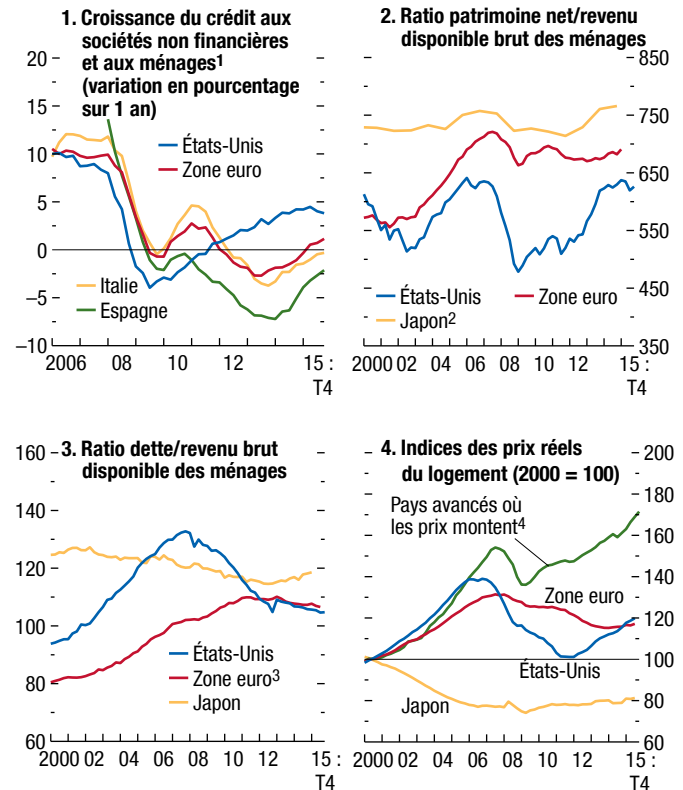 1. Croissance du crédit aux
sociétés non financières
et aux ménages1
(variation en pourcentage
sur 1 an)
20
15
10
5
0
–5
–10
États-Unis
Zone euro
Italie
Espagne
2006 08 10 12 15 :
T4
2. Ratio patrimoine net/revenu
disponible brut des ménages
850
750
650
550
450
350
États-Unis
Zone euro
Japon2
2000 02 04 06 08 10 12 15 :
T4
3. Ratio dette/revenu brut
disponible des ménages
160
140
120
100
80
60
États-Unis
Zone euro3
Japon
2000 02 04 06 08 10 12 15 :
T4
4. Indices des prix réels
du logement (2000 = 100)
200
180
160
140
120
100
80
60
Pays avancés où
les prix montent4
Zone euro
États-Unis
Japon
2000 02 04 06 08 10 12 15 :
T4